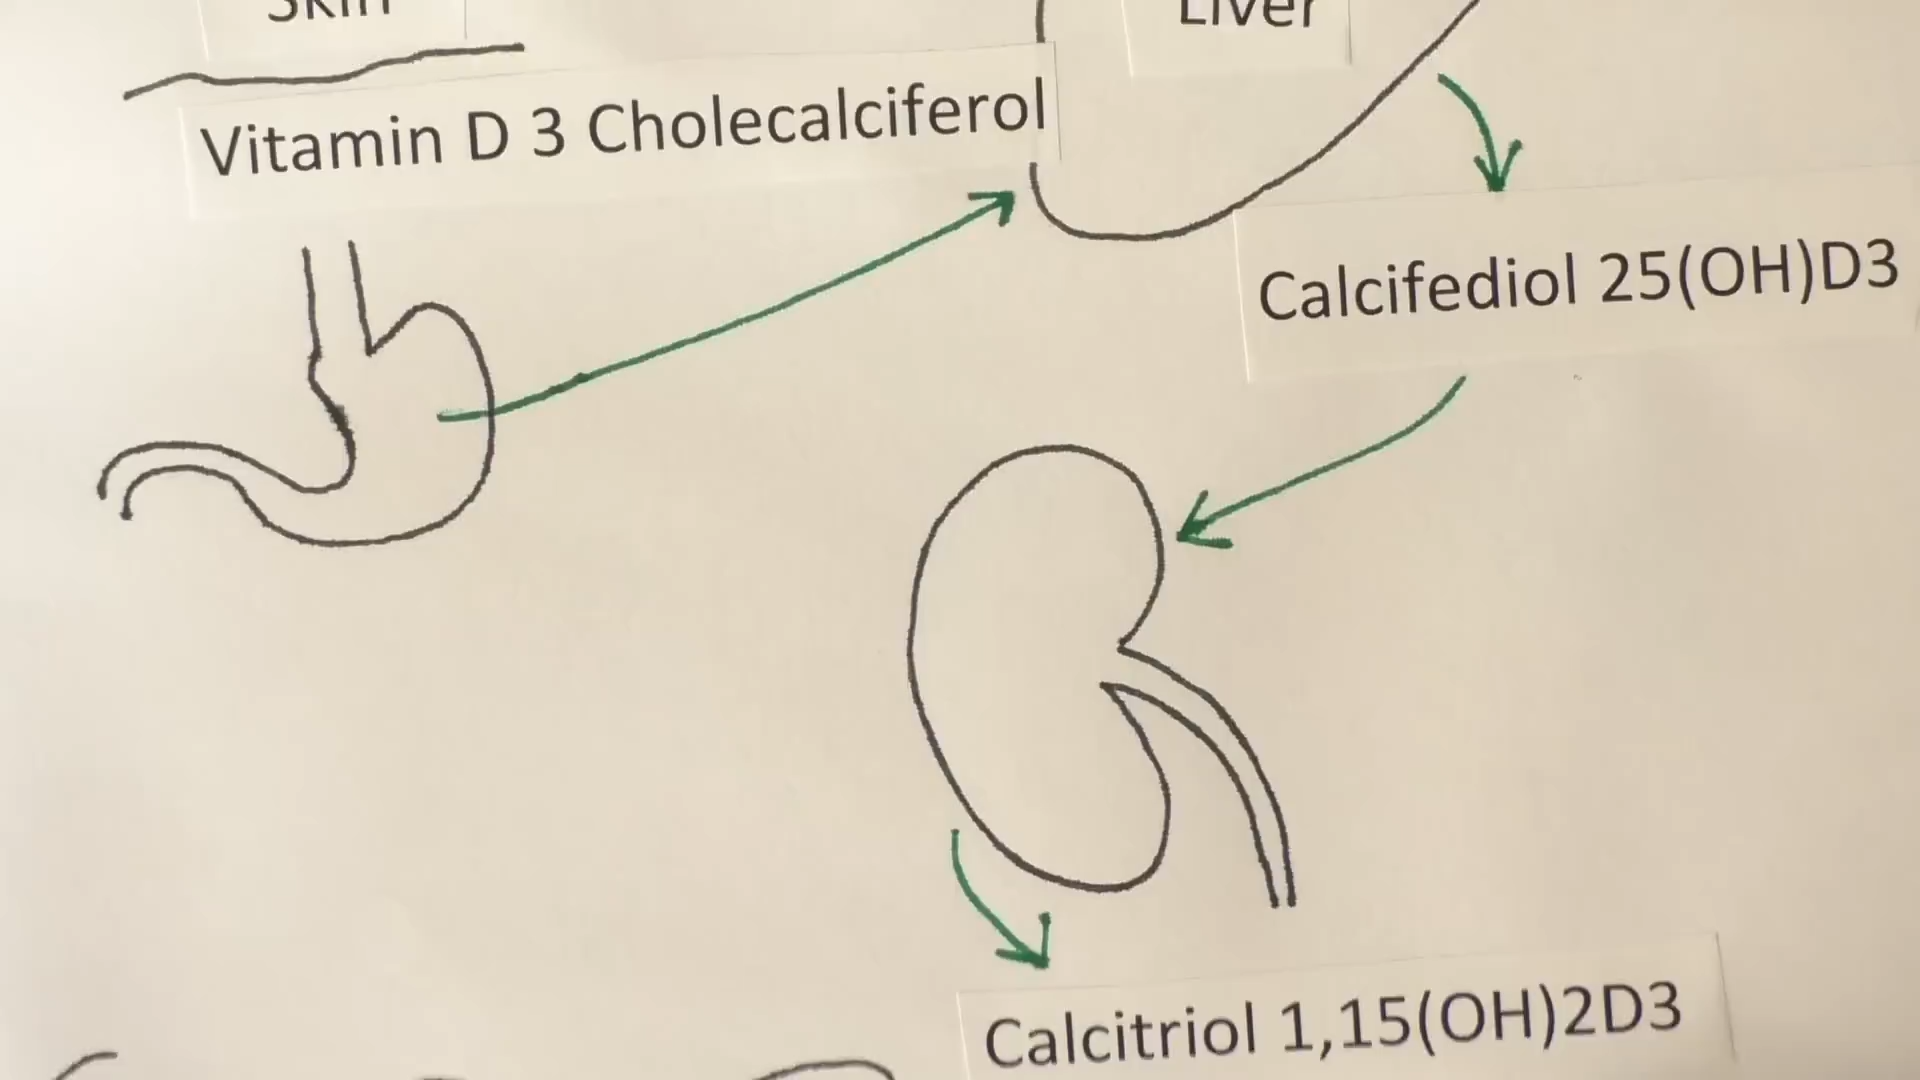 Skin
Liver
Vitamin D 3 Cholecalciferol
Calcifediol 25(OH)D3
Calcitriol 1,15(OH)2D3